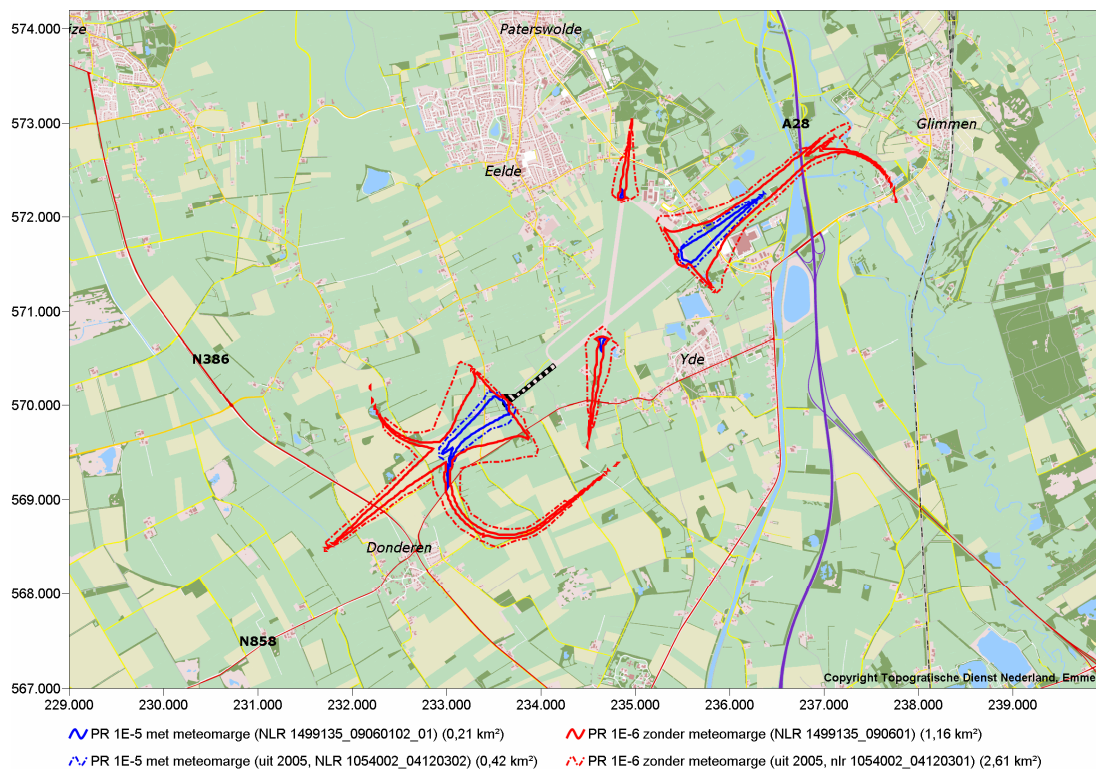 574.000
573.000
572.000
571.000
570.000
569.000
568.000
567.000
ize
Paterswolde
A28
Glimmen
Eelde
N386
Yde
Donderen
N858
Copyright Topografische Dienst Nederland, Emme
229.000 230.000 231.000 232.000 233.000 234.000 235.000 236.000 237.000 238.000 239.000
PR 1E-5 met meteomarge (NLR 1499135_09060102_01) (0,21 km²)
PR 1E-6 zonder meteomarge (NLR 1499135_090601) (1,16 km²)
PR 1E-5 met meteomarge (uit 2005, NLR 1054002_04120302) (0,42 km²)
PR 1E-6 zonder meteomarge (uit 2005, nlr 1054002_04120301) (2,61 km²)